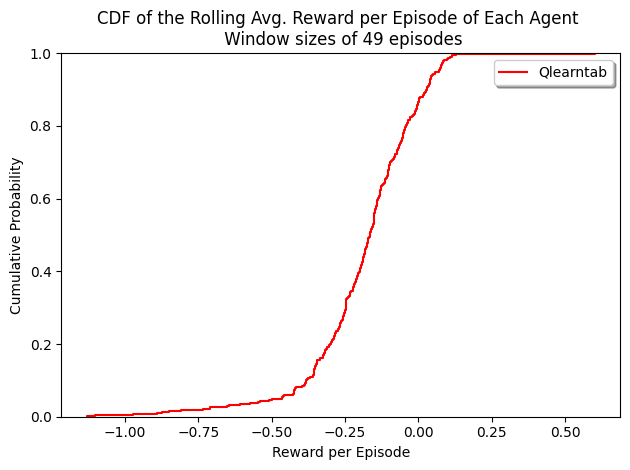 CDF of the Rolling Avg. Reward per Episode of Each Agent
Window sizes of 49 episodes
Qlearntab
Cumulative Probability
1.0
0.8
0.6
0.4
0.2
0.0
−1.00 −0.75 −0.50 −0.25 0.00 0.25 0.50
Reward per Episode